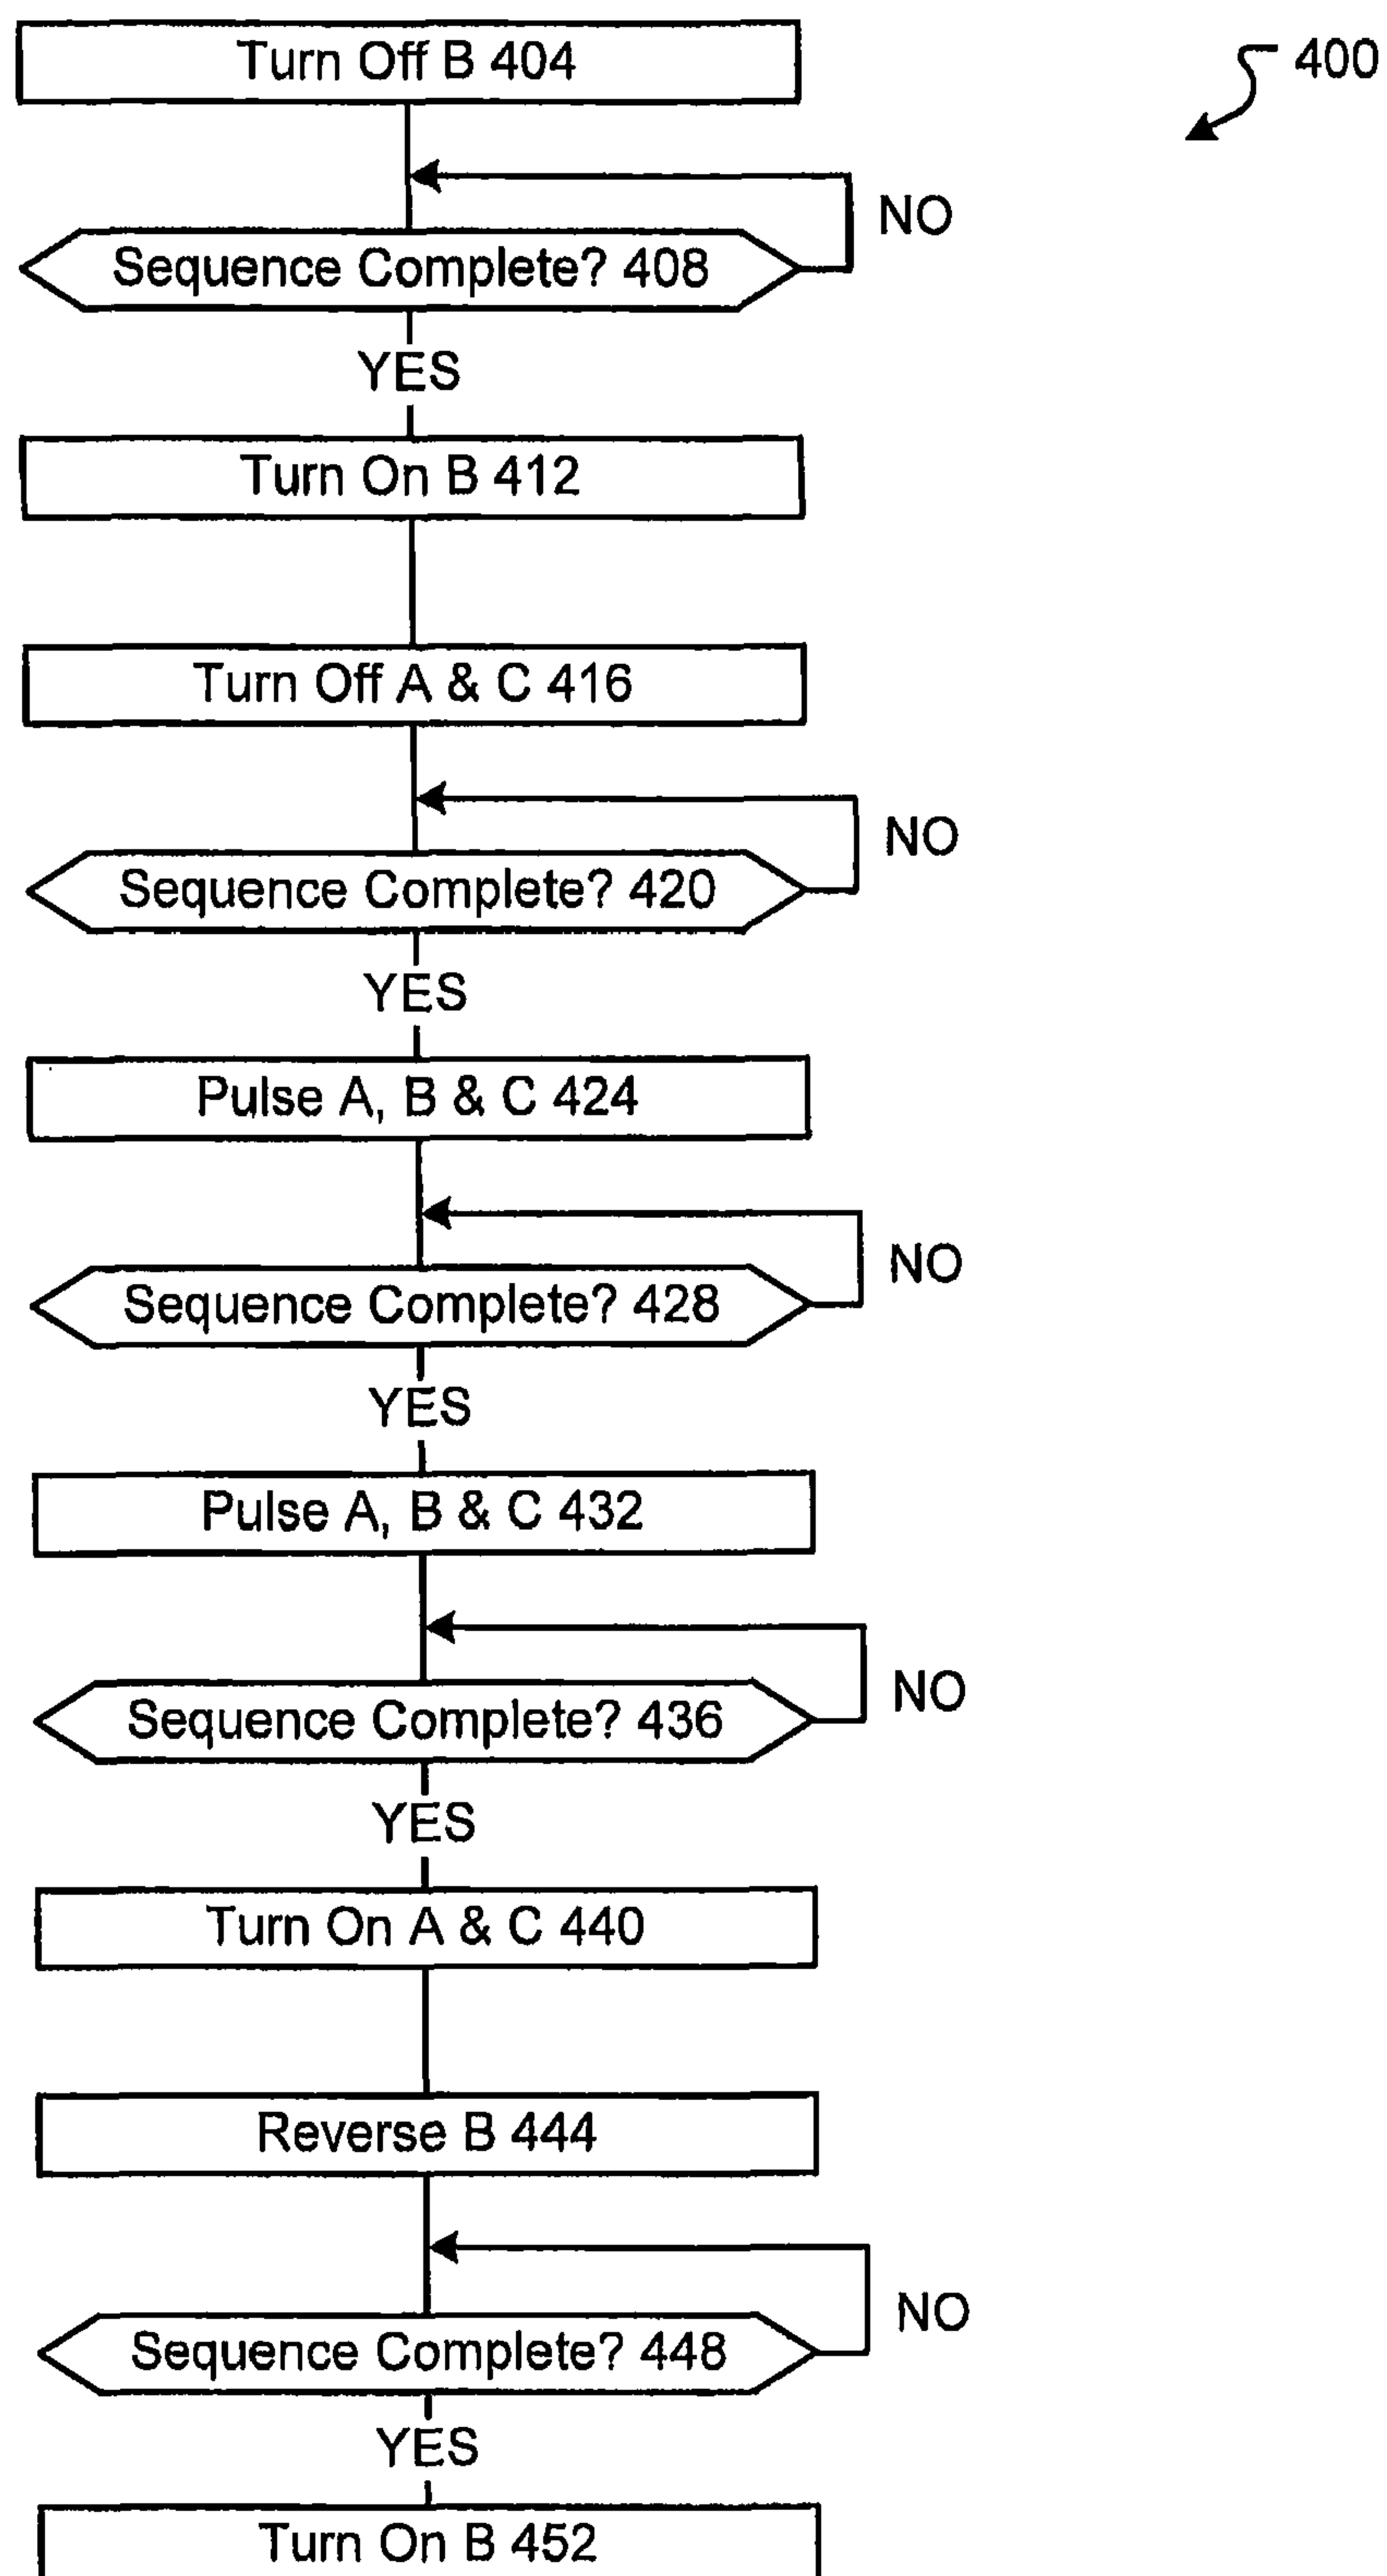 Turn Off B 404
400
NO
Sequence Complete? 408
YES
Turn On B 412
Turn Off A & C 416
NO
Sequence Complete? 420
YES
Pulse A, B & C 424
NO
Sequence Complete? 428
YES
Pulse A, B & C 432
NO
Sequence Complete? 436
YES
Turn On A & C 440
Reverse B 444
NO
Sequence Complete? 448
YES
Turn On B 452